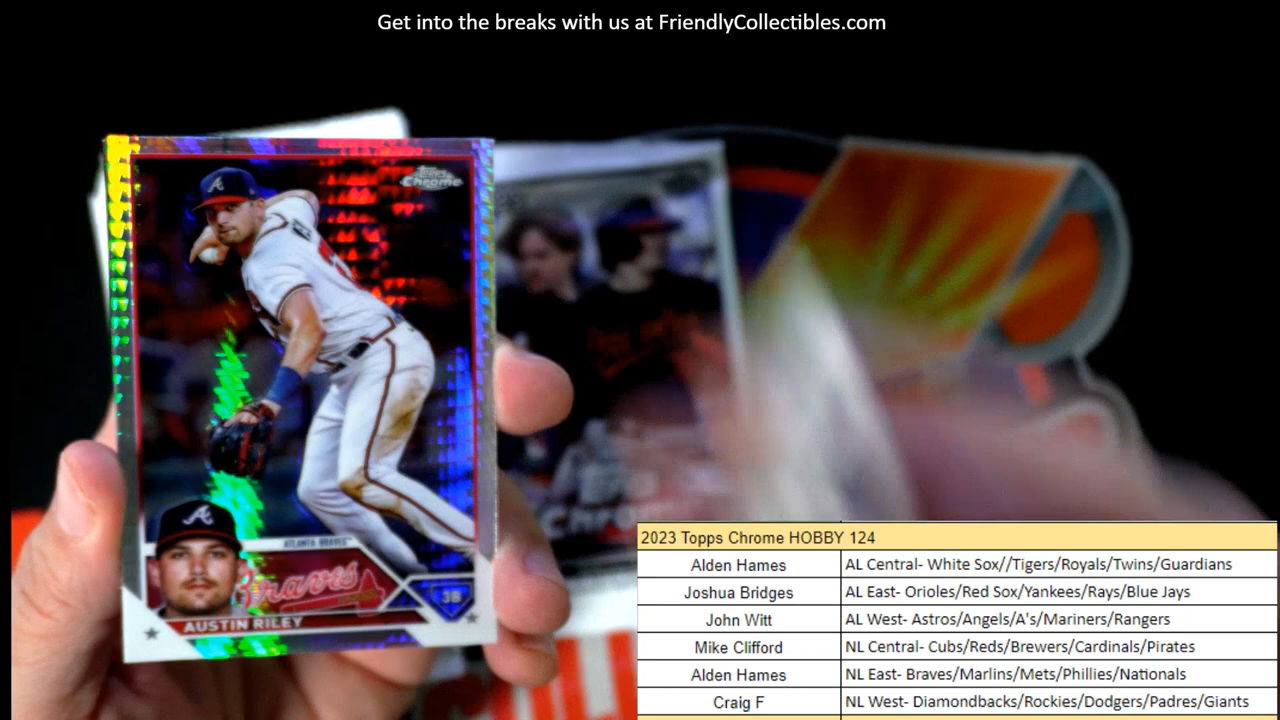 Get into the breaks with us at FriendlyCollectibles.com
Topps
Chrome
ATLANTA BRAVES
Braves
3B
AUSTIN RILEY
Chrome
2023 Topps Chrome HOBBY 124
Alden Hames AL Central- White Sox//Tigers/Royals/Twins/Guardians
Joshua Bridges AL East- Orioles/Red Sox/Yankees/Rays/Blue Jays
John Witt AL West- Astros/Angels/A's/Mariners/Rangers
Mike Clifford NL Central- Cubs/Reds/Brewers/Cardinals/Pirates
Alden Hames NL East- Braves/Marlins/Mets/Phillies/Nationals
Craig F NL West- Diamondbacks/Rockies/Dodgers/Padres/Giants